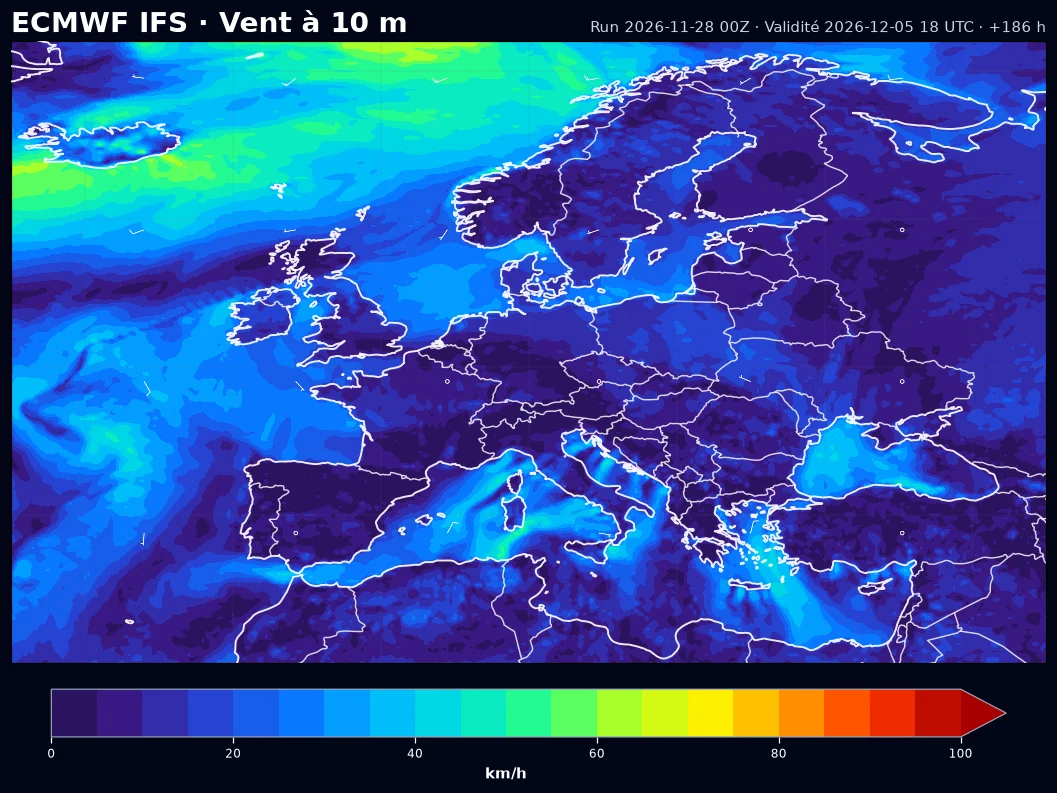 ECMWF IFS · Vent à 10 m
Run 2026-11-28 00Z · Validité 2026-12-05 18 UTC · +186 h
0 20 40 60 80 100
km/h